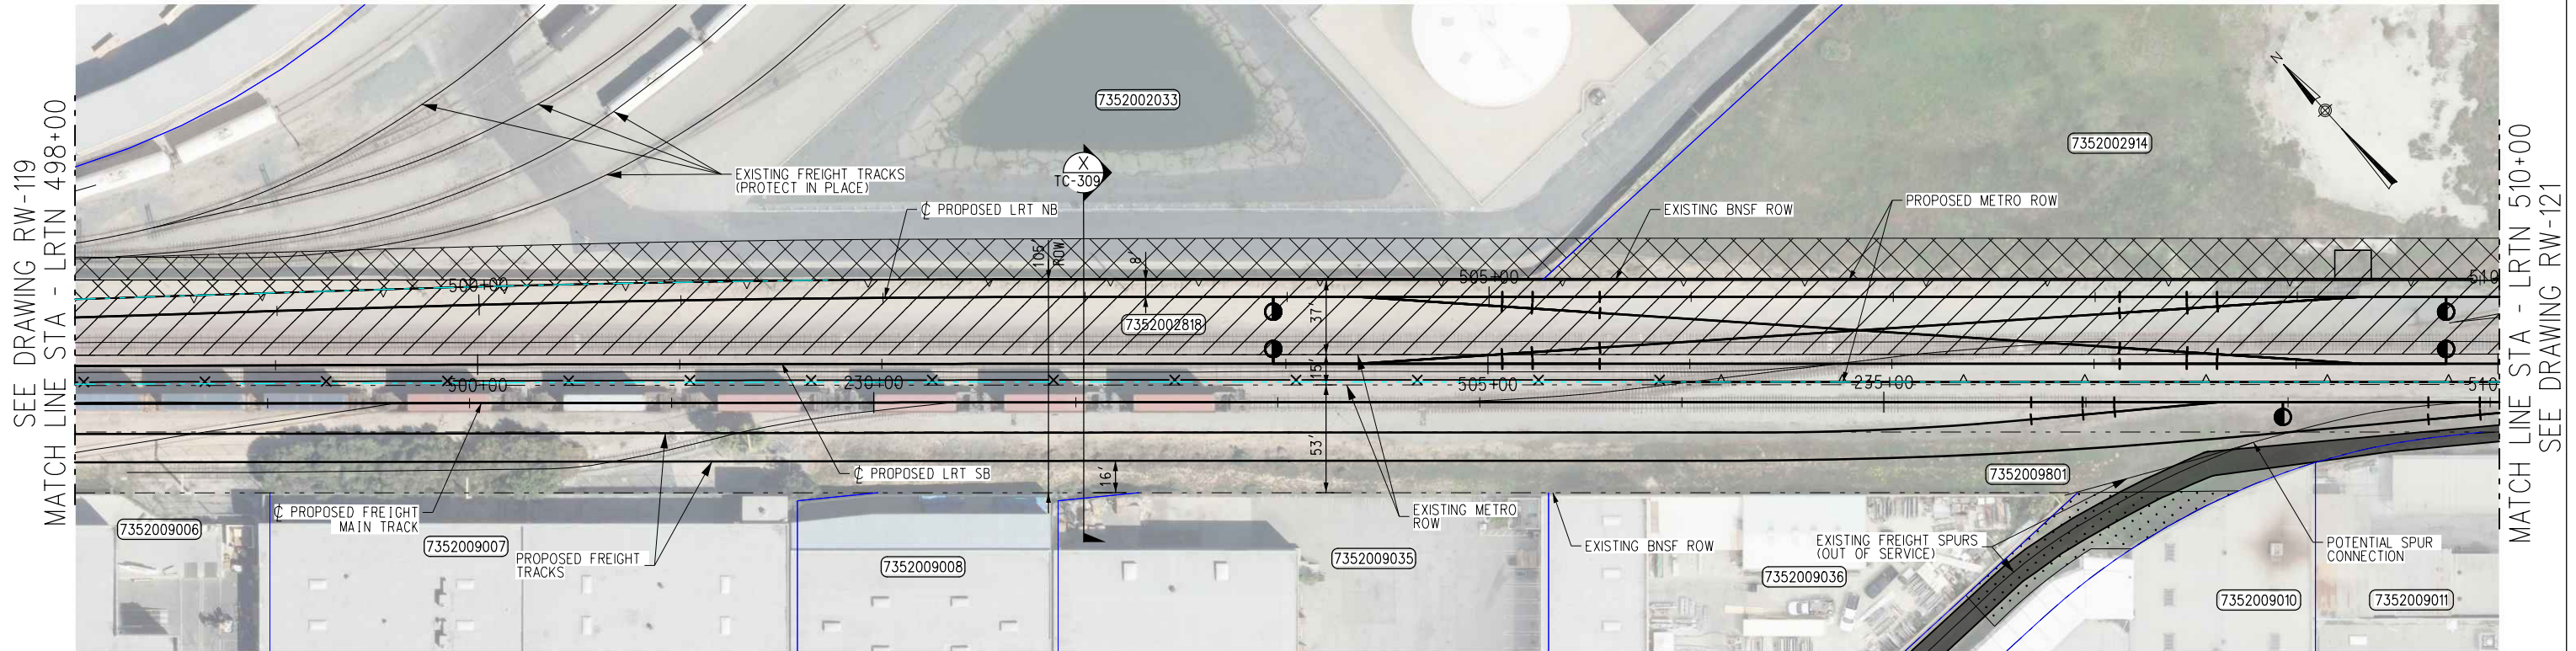 SEE DRAWING RW-119
MATCH LINE STA - LRTN 498+00
7352002033
X
TC-309
EXISTING FREIGHT TRACKS
(PROTECT IN PLACE)
℄ PROPOSED LRT NB
EXISTING BNSF ROW
PROPOSED METRO ROW
7352002914
N
105'
ROW
8'
500+00
505+00
510
7352002818
37'
15'
500+00
230+00
505+00
235+00
510
53'
16'
℄ PROPOSED LRT SB
7352009801
℄ PROPOSED FREIGHT
MAIN TRACK
EXISTING METRO
ROW
7352009006
7352009007
PROPOSED FREIGHT
TRACKS
7352009008
7352009035
EXISTING BNSF ROW
EXISTING FREIGHT SPURS
(OUT OF SERVICE)
POTENTIAL SPUR
CONNECTION
7352009036
7352009010
7352009011
MATCH LINE STA - LRTN 510+00
SEE DRAWING RW-121